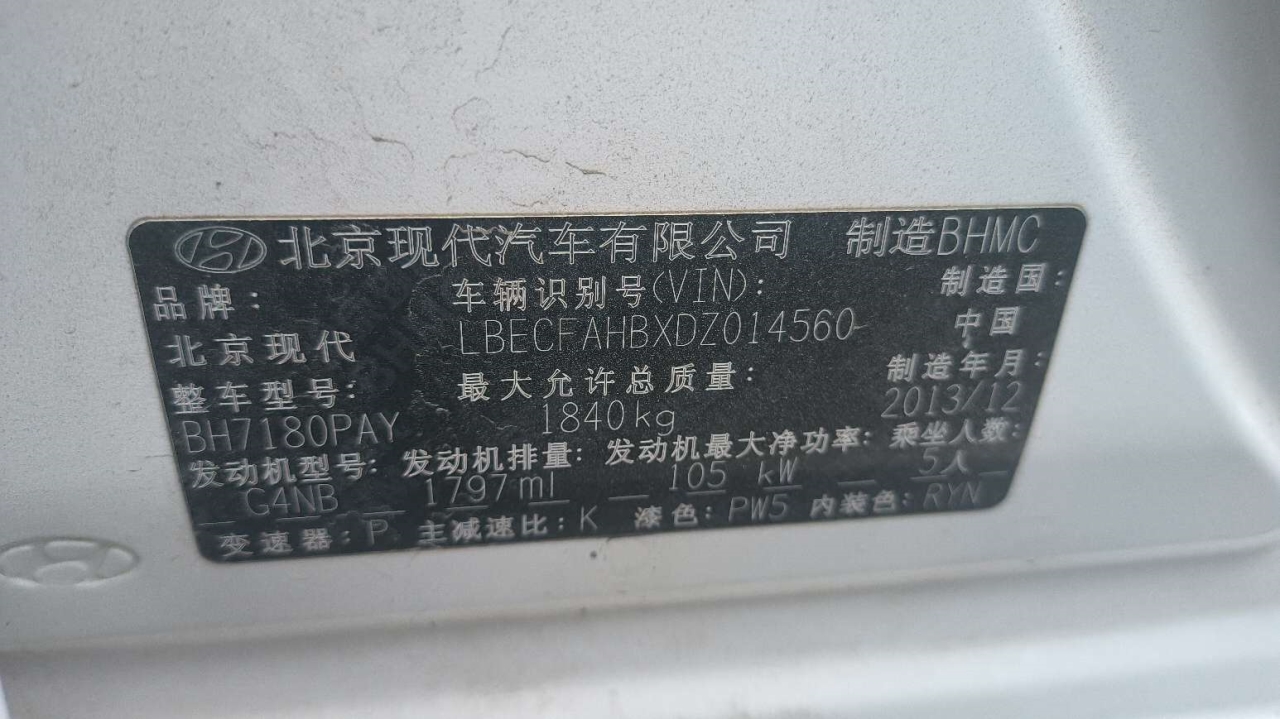 北京现代汽车有限公司 制造BHMC
品牌: 车辆识别号(VIN): 制造国:
北京现代 LBECFAHBXDZ014560 中国
整车型号: 最大允许总质量: 制造年月:
BH7180PAY 1840kg 2013/12
发动机型号: 发动机排量: 发动机最大净功率: 乘坐人数:
G4NB 1797ml 105 kW 5人
变速器:P 主减速比:K 漆色:PW5 内装色:RYN